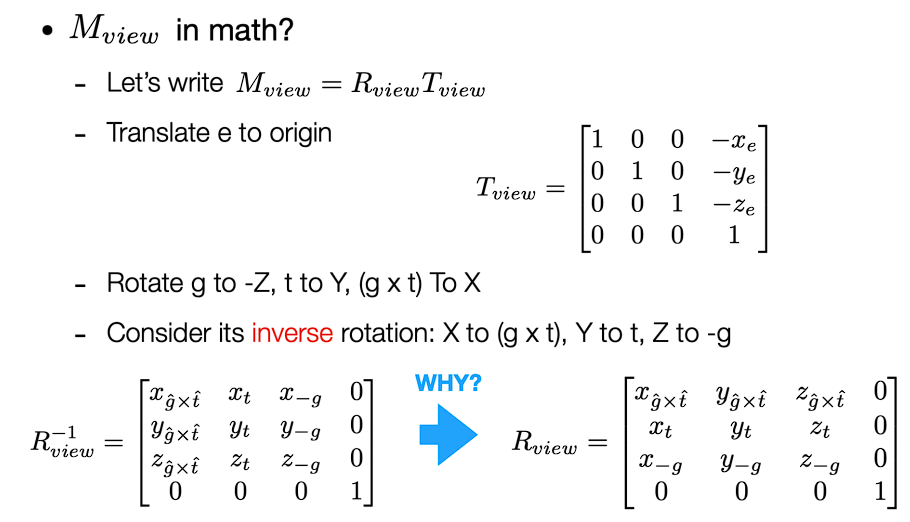 • $M_{view}$ in math?
- Let's write $M_{view} = R_{view}T_{view}$
- Translate e to origin
$T_{view} = \begin{bmatrix} 1 & 0 & 0 & -x_e \\ 0 & 1 & 0 & -y_e \\ 0 & 0 & 1 & -z_e \\ 0 & 0 & 0 & 1 \end{bmatrix}$
- Rotate g to -Z, t to Y, (g x t) To X
- Consider its inverse rotation: X to (g x t), Y to t, Z to -g
$R_{view}^{-1} = \begin{bmatrix} x_{\hat{g}\times\hat{t}} & x_t & x_{-g} & 0 \\ y_{\hat{g}\times\hat{t}} & y_t & y_{-g} & 0 \\ z_{\hat{g}\times\hat{t}} & z_t & z_{-g} & 0 \\ 0 & 0 & 0 & 1 \end{bmatrix}$
WHY?
$R_{view} = \begin{bmatrix} x_{\hat{g}\times\hat{t}} & y_{\hat{g}\times\hat{t}} & z_{\hat{g}\times\hat{t}} & 0 \\ x_t & y_t & z_t & 0 \\ x_{-g} & y_{-g} & z_{-g} & 0 \\ 0 & 0 & 0 & 1 \end{bmatrix}$